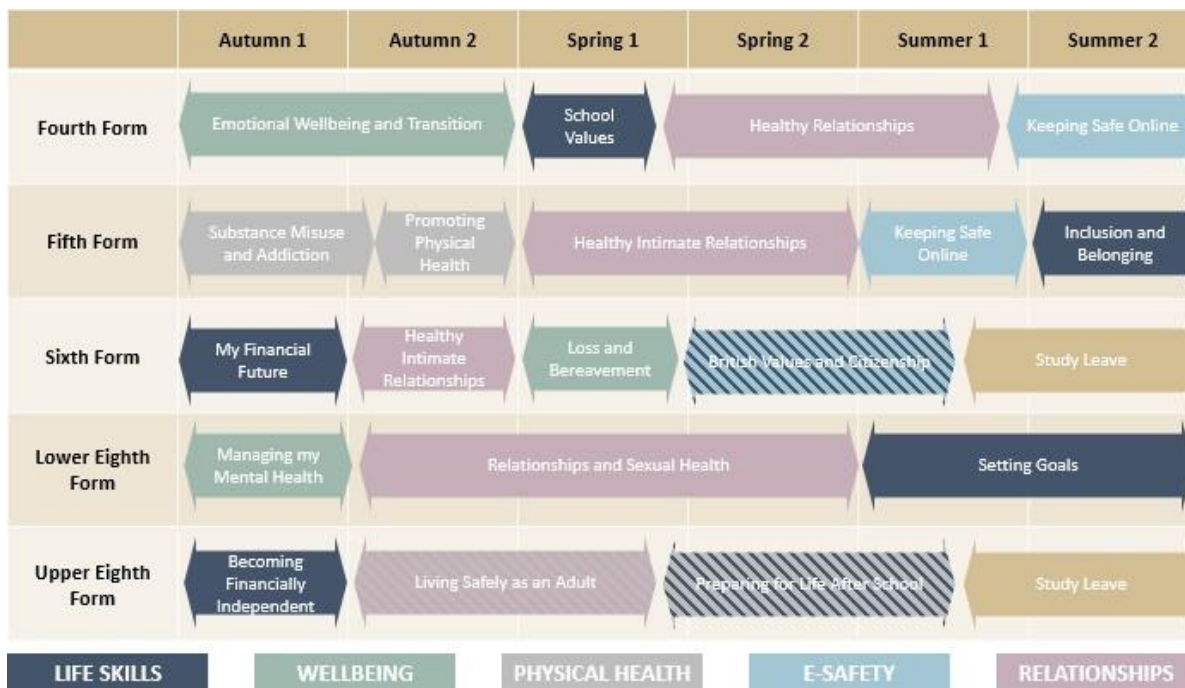 Autumn 1 Autumn 2 Spring 1 Spring 2 Summer 1 Summer 2
Fourth Form
Emotional Wellbeing and Transition
School
Values
Healthy Relationships
Keeping Safe Online
Fifth Form
Substance Misuse
and Addiction
Promoting
Physical
Health
Healthy Intimate Relationships
Keeping Safe
Online
Inclusion and
Belonging
Sixth Form
My Financial
Future
Healthy
Intimate
Relationships
Loss and
Bereavement
British Values and Citizenship
Study Leave
Lower Eighth
Form
Managing my
Mental Health
Relationships and Sexual Health
Setting Goals
Upper Eighth
Form
Becoming
Financially
Independent
Living Safely as an Adult
Preparing for Life After School
Study Leave
LIFE SKILLS WELLBEING PHYSICAL HEALTH E-SAFETY RELATIONSHIPS